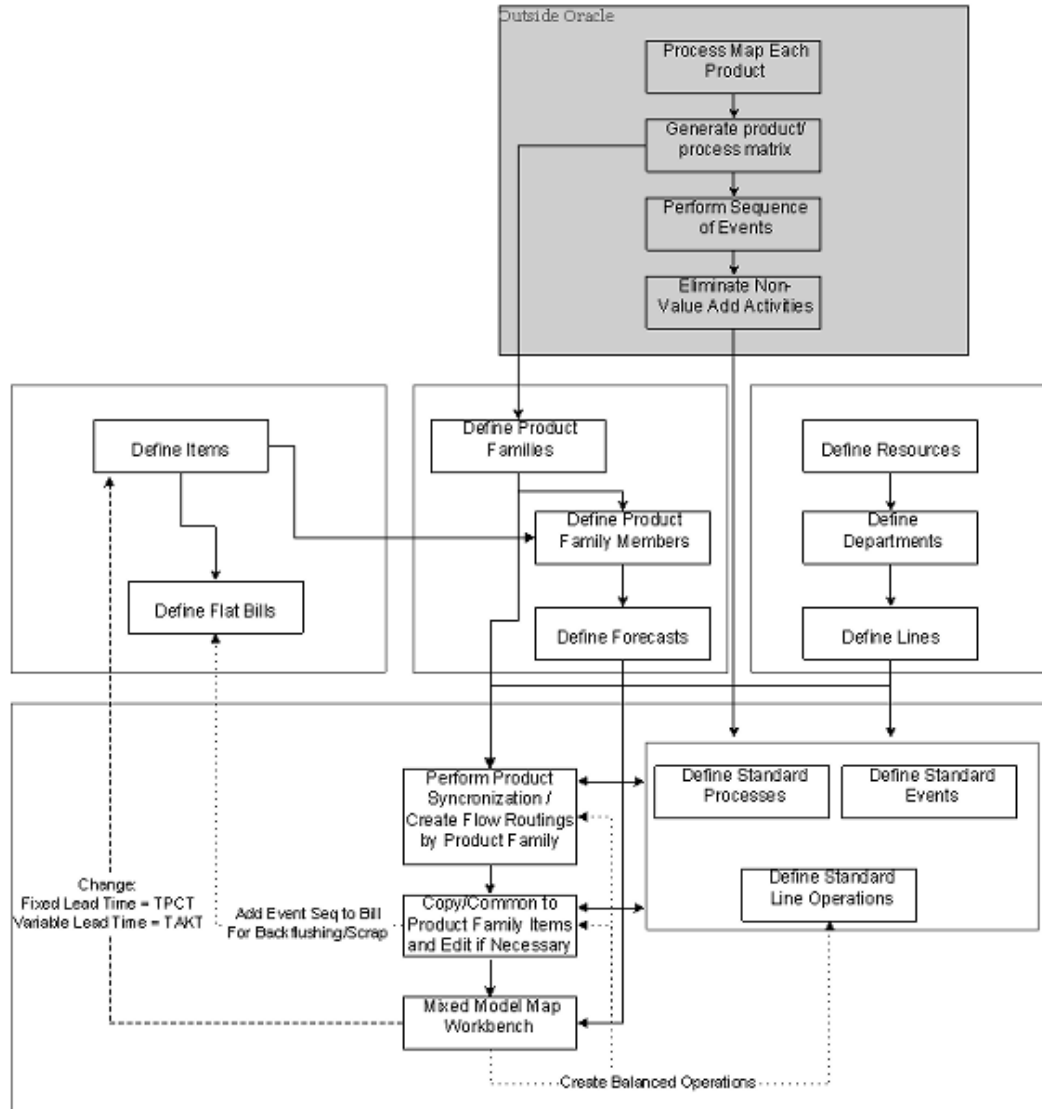 Outside Oracle
Process Map Each
Product
Generate product/
process matrix
Perform Sequence
of Events
Eliminate Non-
Value Add Activities
Define Items
Define Flat Bills
Define Product
Families
Define Product
Family Members
Define Forecasts
Define Resources
Define
Departments
Define Lines
Perform Product
Syncronization /
Create Flow Routings
by Product Family
Define Standard
Processes
Define Standard
Events
Define Standard
Line Operations
Change:
Fixed Lead Time = TPCT
Variable Lead Time = TAKT
Add Event Seq to Bill
For Backflushing/Scrap
Copy/Common to
Product Family Items
and Edit if Necessary
Mixed Model Map
Workbench
Create Balanced Operations